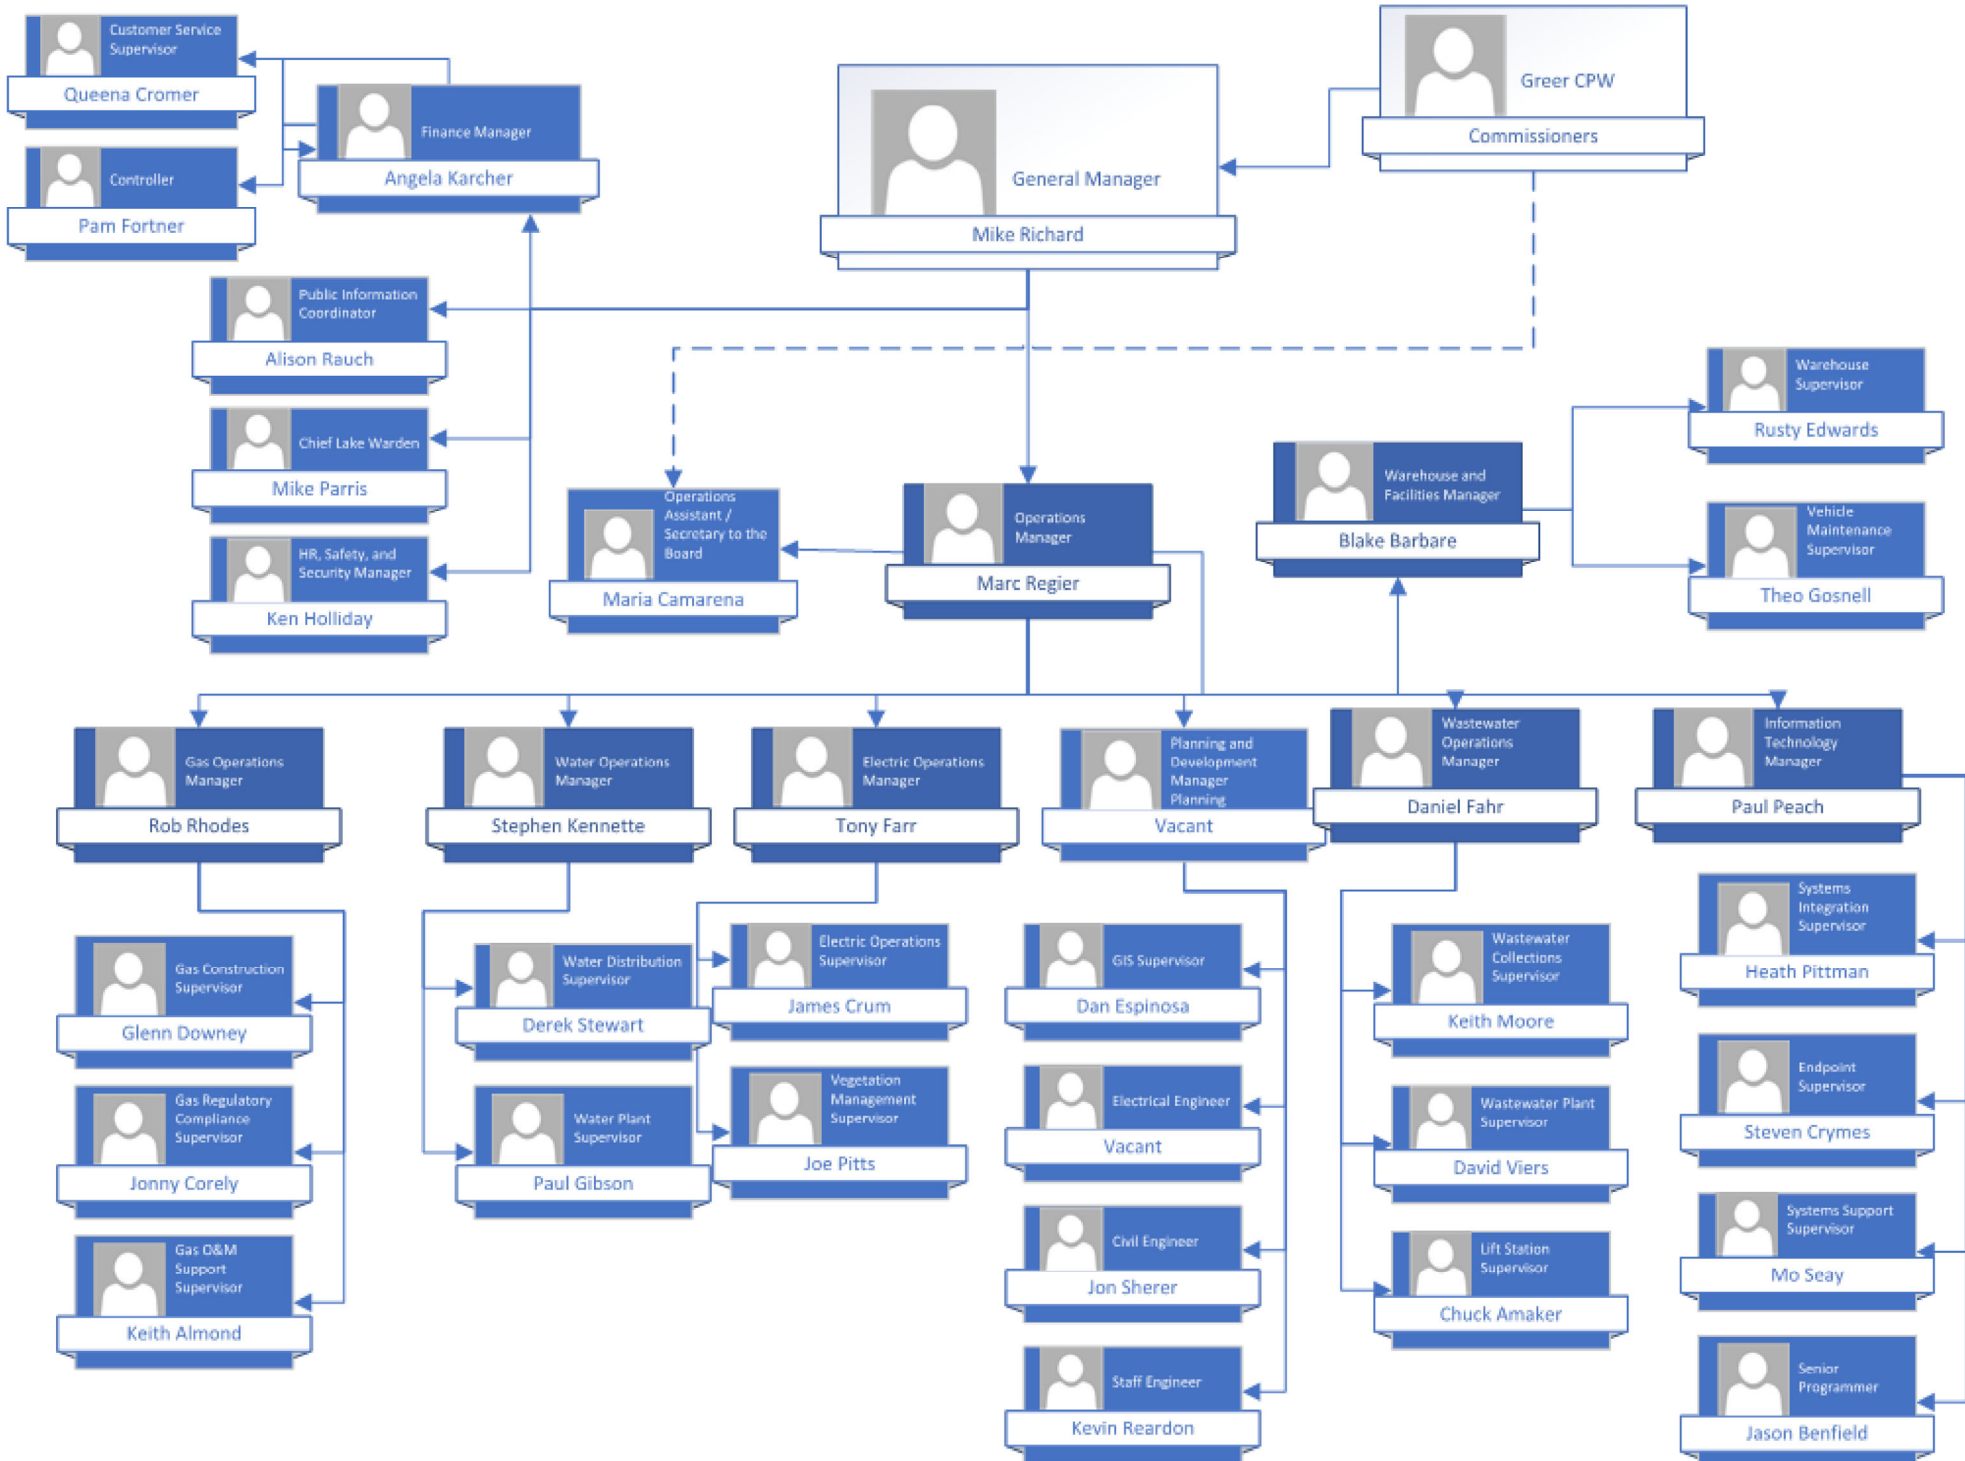 Customer Service
Supervisor
Queena Cromer
Finance Manager
Angela Karcher
Controller
Pam Fortner
General Manager
Mike Richard
Greer CPW
Commissioners
Public Information
Coordinator
Alison Rauch
Chief Lake Warden
Mike Parris
HR, Safety, and
Security Manager
Ken Holliday
Operations
Assistant /
Secretary to the
Board
Maria Camarena
Operations
Manager
Marc Regier
Warehouse and
Facilities Manager
Blake Barbare
Warehouse
Supervisor
Rusty Edwards
Vehicle
Maintenance
Supervisor
Theo Gosnell
Gas Operations
Manager
Rob Rhodes
Water Operations
Manager
Stephen Kennette
Electric Operations
Manager
Tony Farr
Planning and
Development
Manager
Planning
Vacant
Wastewater
Operations
Manager
Daniel Fahr
Information
Technology
Manager
Paul Peach
Gas Construction
Supervisor
Glenn Downey
Gas Regulatory
Compliance
Supervisor
Jonny Corely
Gas O&M
Support
Supervisor
Keith Almond
Water Distribution
Supervisor
Derek Stewart
Water Plant
Supervisor
Paul Gibson
Electric Operations
Supervisor
James Crum
Vegetation
Management
Supervisor
Joe Pitts
GIS Supervisor
Dan Espinosa
Electrical Engineer
Vacant
Civil Engineer
Jon Sherer
Staff Engineer
Kevin Reardon
Wastewater
Collections
Supervisor
Keith Moore
Wastewater Plant
Supervisor
David Viers
Lift Station
Supervisor
Chuck Amaker
Systems
Integration
Supervisor
Heath Pittman
Endpoint
Supervisor
Steven Crymes
Systems Support
Supervisor
Mo Seay
Senior
Programmer
Jason Benfield